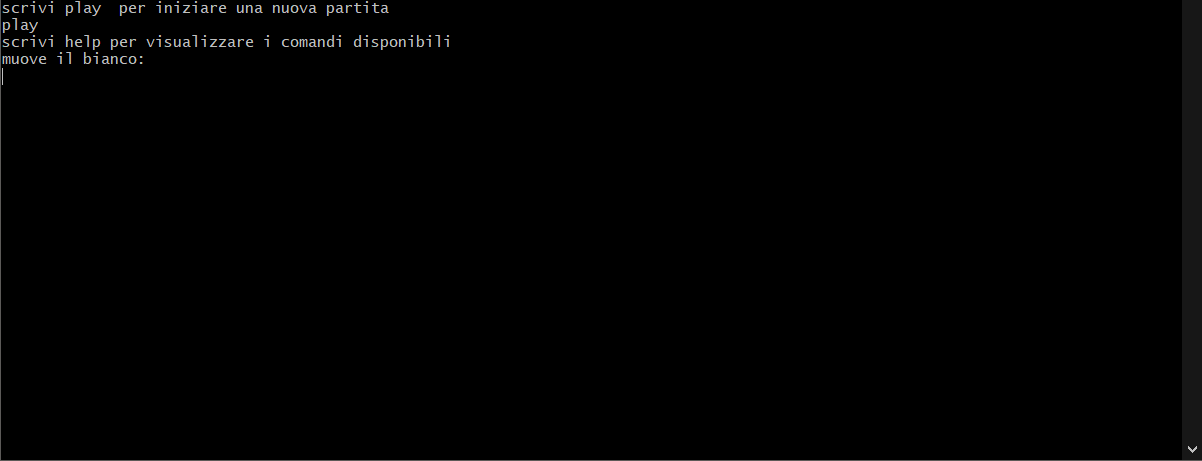 scrivi play  per iniziare una nuova partita
play
scrivi help per visualizzare i comandi disponibili
muove il bianco: